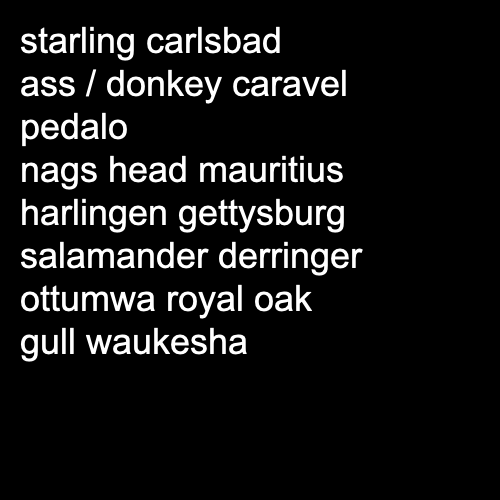 starling carlsbad
ass / donkey caravel
pedalo
nags head mauritius
harlingen gettysburg
salamander derringer
ottumwa royal oak
gull waukesha